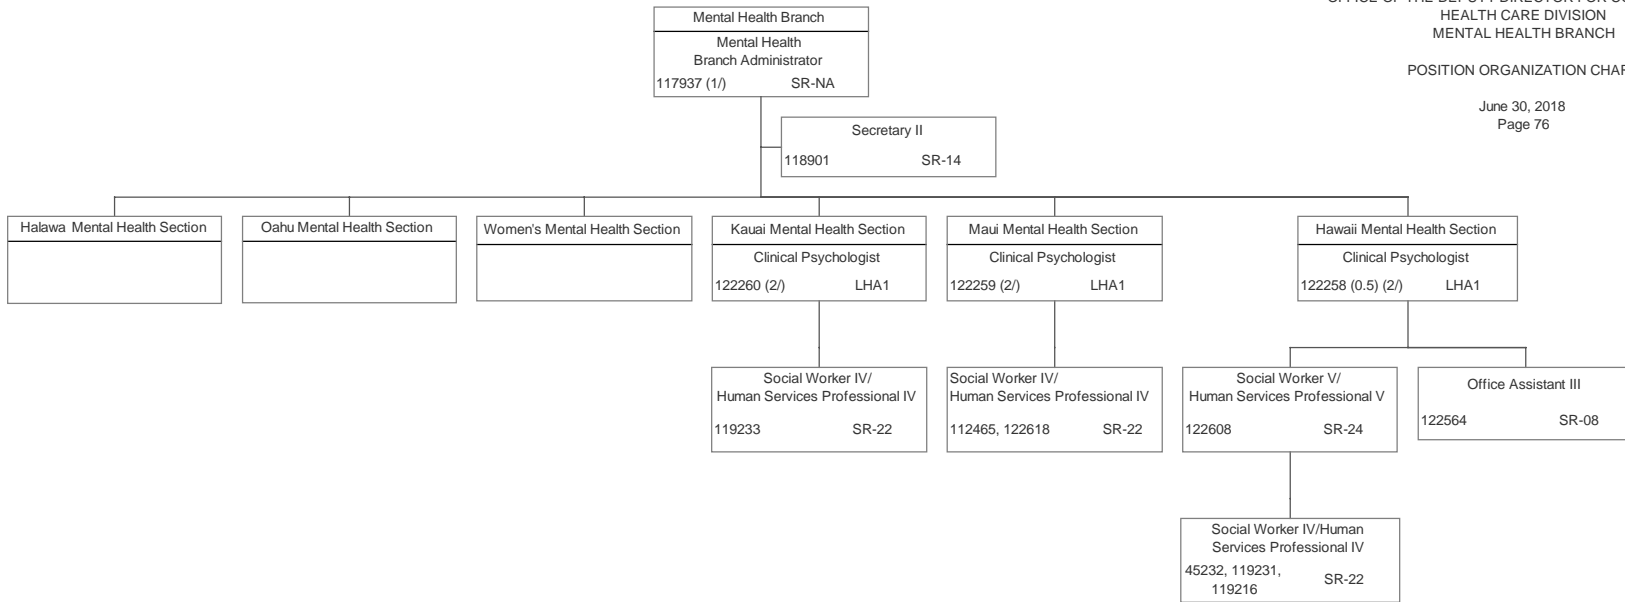 HEALTH CARE DIVISION
MENTAL HEALTH BRANCH
POSITION ORGANIZATION CHAR
June 30, 2018
Page 76
Mental Health Branch
Mental Health
Branch Administrator
117937 (1/) SR-NA
Secretary II
118901 SR-14
Halawa Mental Health Section
Oahu Mental Health Section
Women's Mental Health Section
Kauai Mental Health Section
Clinical Psychologist
122260 (2/) LHA1
Maui Mental Health Section
Clinical Psychologist
122259 (2/) LHA1
Hawaii Mental Health Section
Clinical Psychologist
122258 (0.5) (2/) LHA1
Social Worker IV/
Human Services Professional IV
119233 SR-22
Social Worker IV/
Human Services Professional IV
112465, 122618 SR-22
Social Worker V/
Human Services Professional V
122608 SR-24
Office Assistant III
122564 SR-08
Social Worker IV/Human
Services Professional IV
45232, 119231,
119216 SR-22